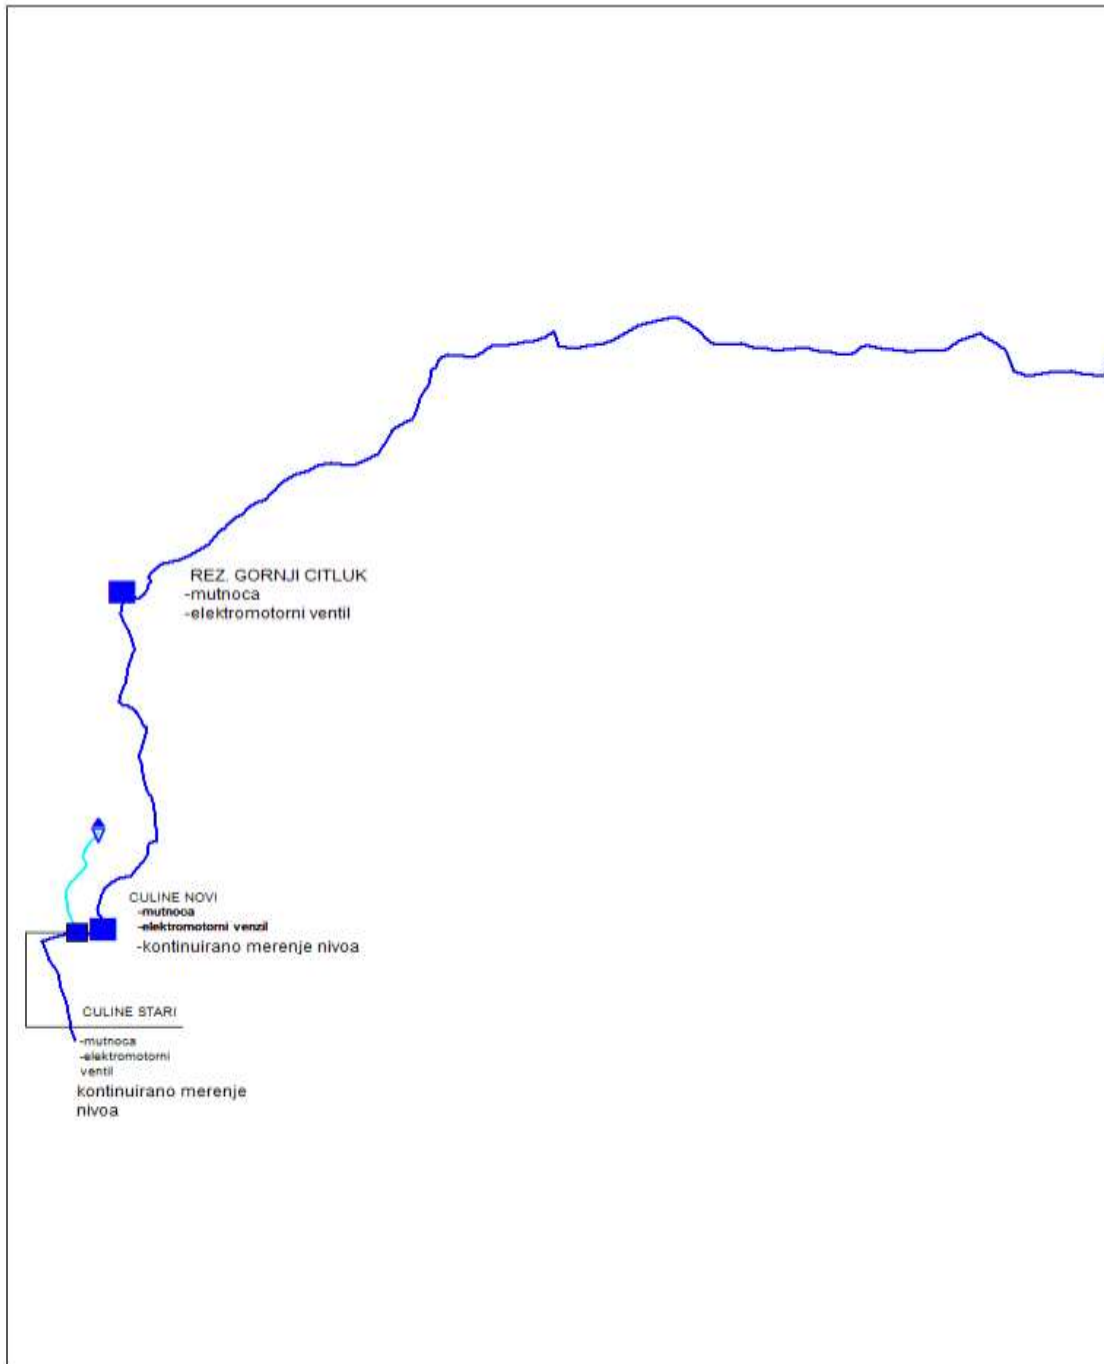 REZ. GORNJI CITLUK
-mutnoca
-elektromotorni ventil
CULINE NOVI
-mutnoca
-elektromotorni venzil
-kontinuirano merenje nivoa
CULINE STARI
-mutnoca
-elektromotorni
ventil
kontinuirano merenje
nivoa